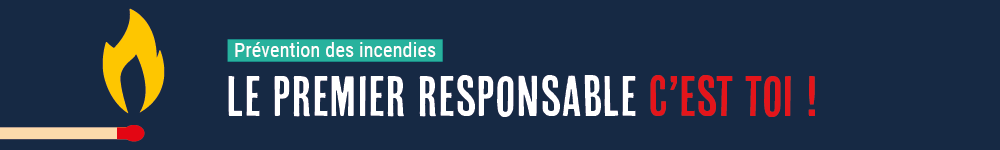 Prévention des incendies
LE PREMIER RESPONSABLE C'EST TOI !